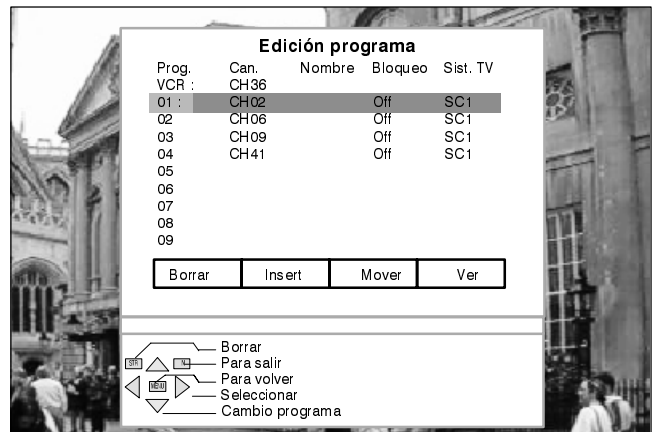 Edición programa
Prog. Can. Nombre Bloqueo Sist. TV
VCR : CH36
01 : CH02 Off SC1
02 CH06 Off SC1
03 CH09 Off SC1
04 CH41 Off SC1
05
06
07
08
09
Borrar Insert Mover Ver
Borrar
STR N Para salir
MENU Para volver
Seleccionar
Cambio programa